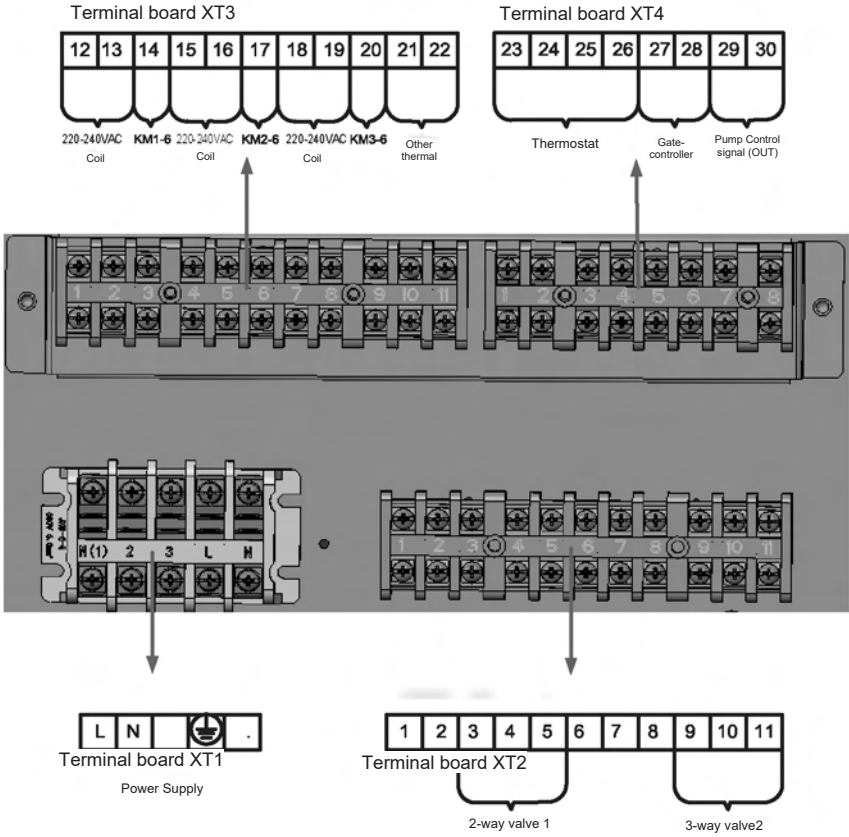 Terminal board XT3
Terminal board XT4
12 13 14 15 16 17 18 19 20 21 22
23 24 25 26 27 28 29 30
220-240VAC KM1-6 220-240VAC KM2-6 220-240VAC KM3-6 Other
Coil Coil Coil thermal
Thermostat
Gate-
controller
Pump Control
signal (OUT)
1 2 3 4 5 6 7 8 9 10 11
1 2 3 4 5 6 7 8
N(1) 2 3 L N
1 2 3 4 5 6 7 8 9 10 11
L N .
Terminal board XT1
Power Supply
1 2 3 4 5 6 7 8 9 10 11
Terminal board XT2
2-way valve 1
3-way valve2